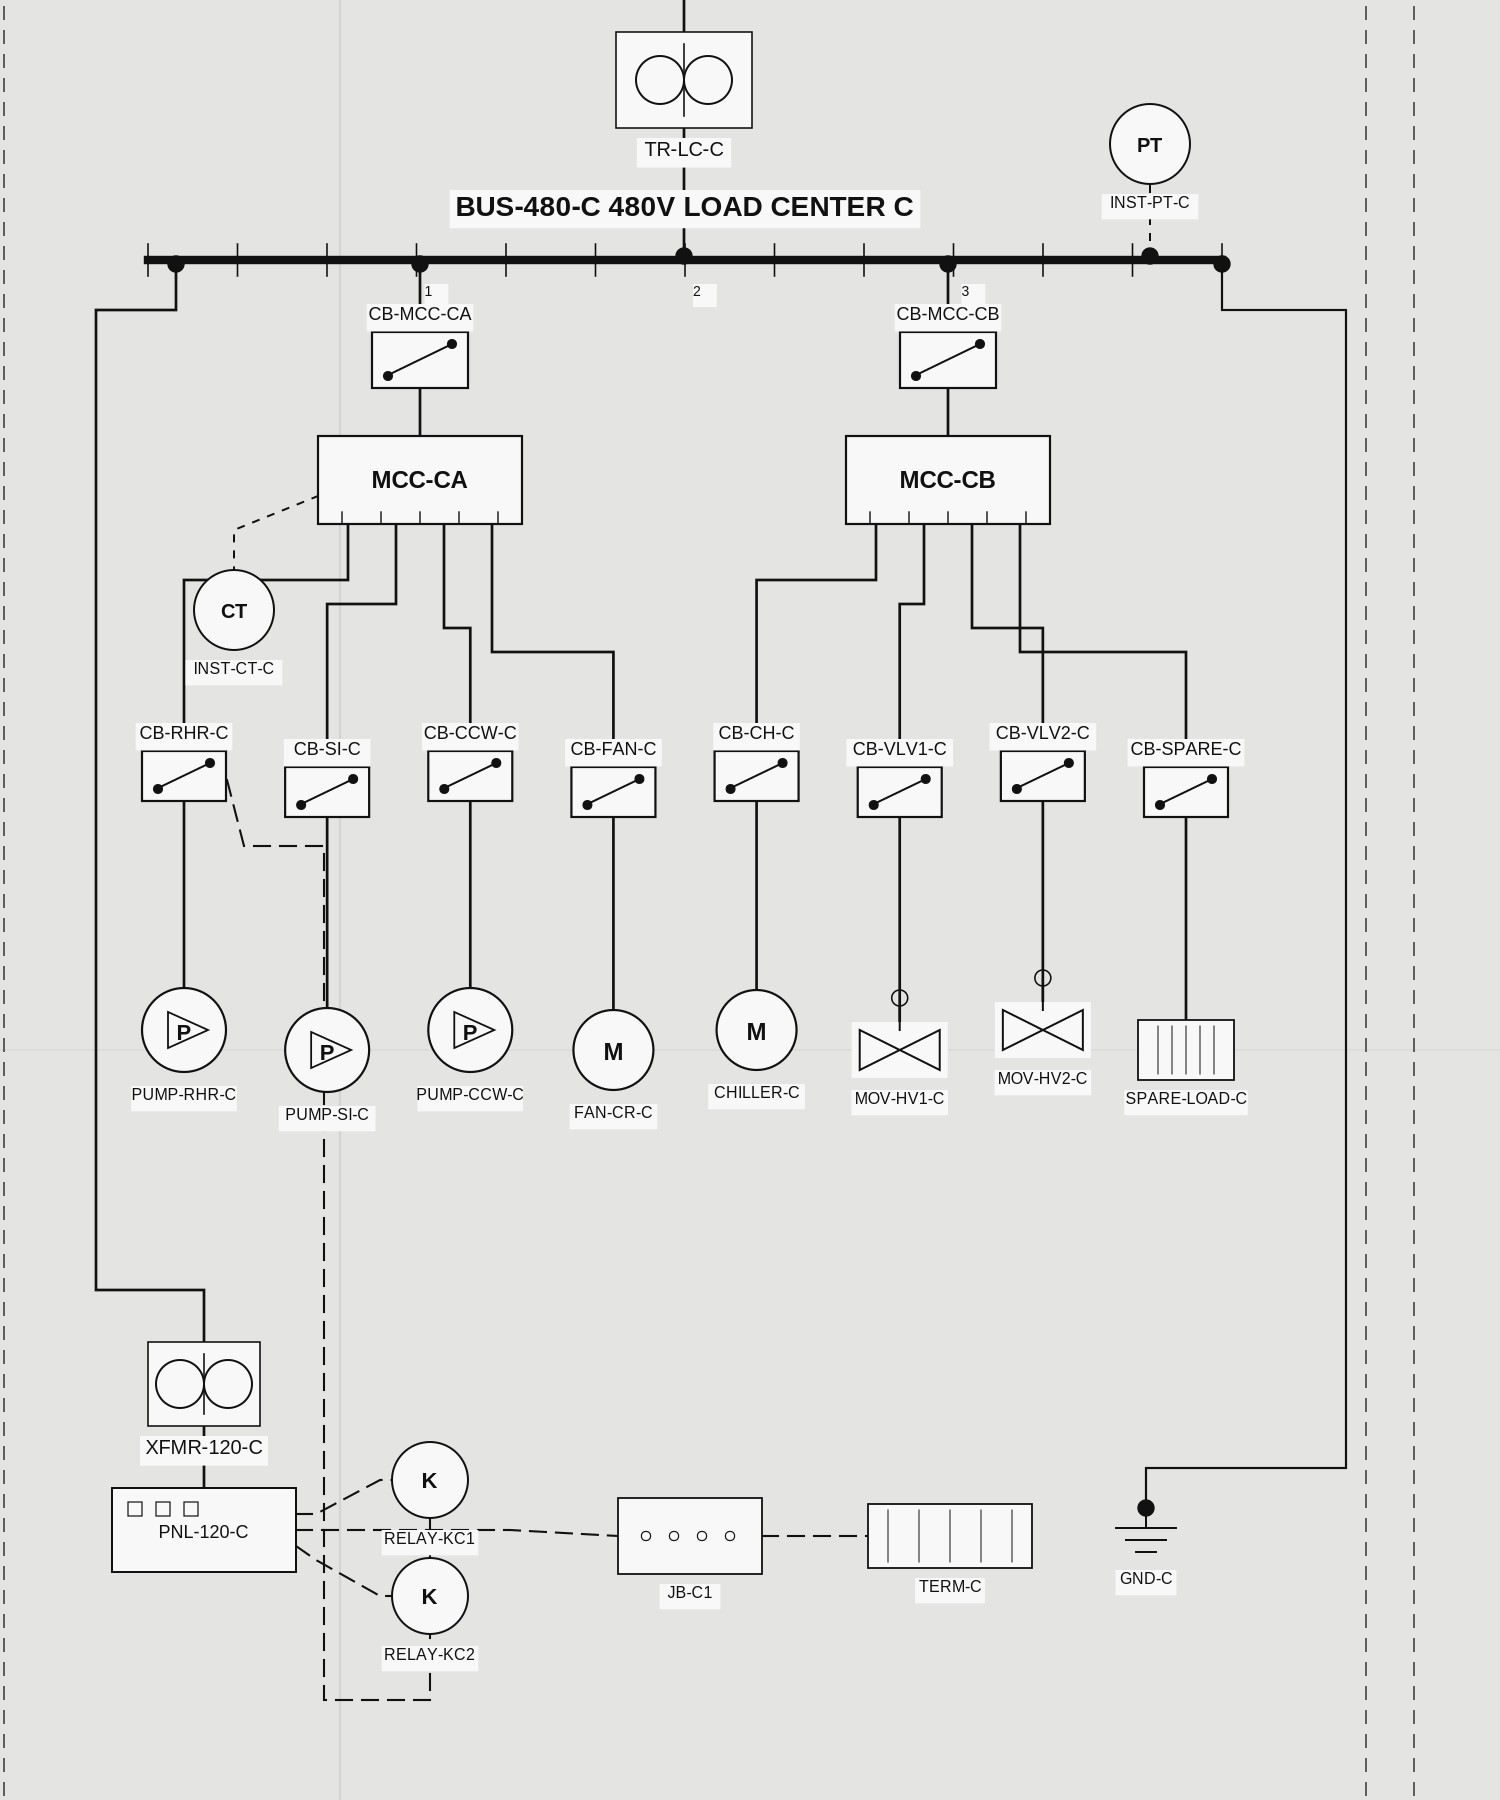 TR-LC-C
PT
INST-PT-C
BUS-480-C 480V LOAD CENTER C
1
2
3
CB-MCC-CA
CB-MCC-CB
MCC-CA
MCC-CB
CT
INST-CT-C
CB-RHR-C
CB-SI-C
CB-CCW-C
CB-FAN-C
CB-CH-C
CB-VLV1-C
CB-VLV2-C
CB-SPARE-C
P
P
P
M
M
PUMP-RHR-C
PUMP-SI-C
PUMP-CCW-C
FAN-CR-C
CHILLER-C
MOV-HV1-C
MOV-HV2-C
SPARE-LOAD-C
XFMR-120-C
PNL-120-C
K
RELAY-KC1
K
RELAY-KC2
JB-C1
TERM-C
GND-C